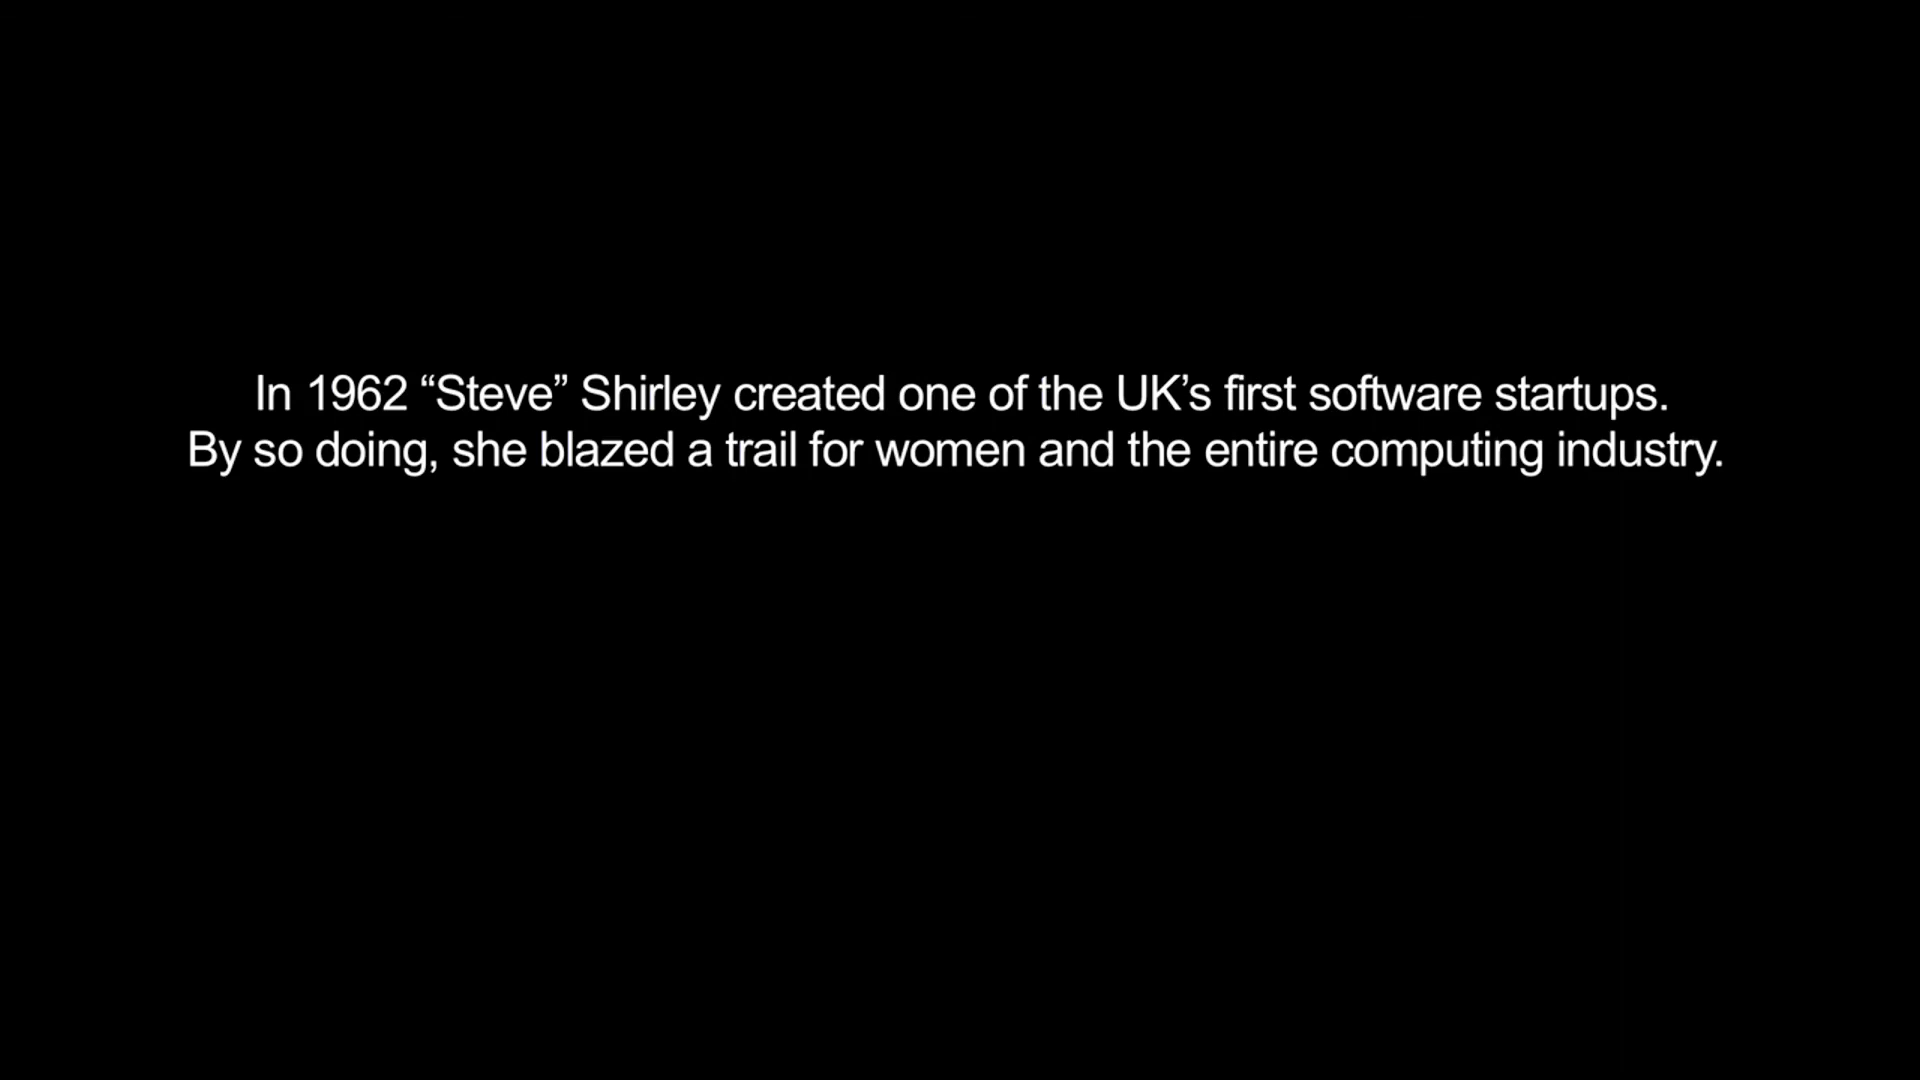 In 1962 “Steve” Shirley created one of the UK’s first software startups.
By so doing, she blazed a trail for women and the entire computing industry.